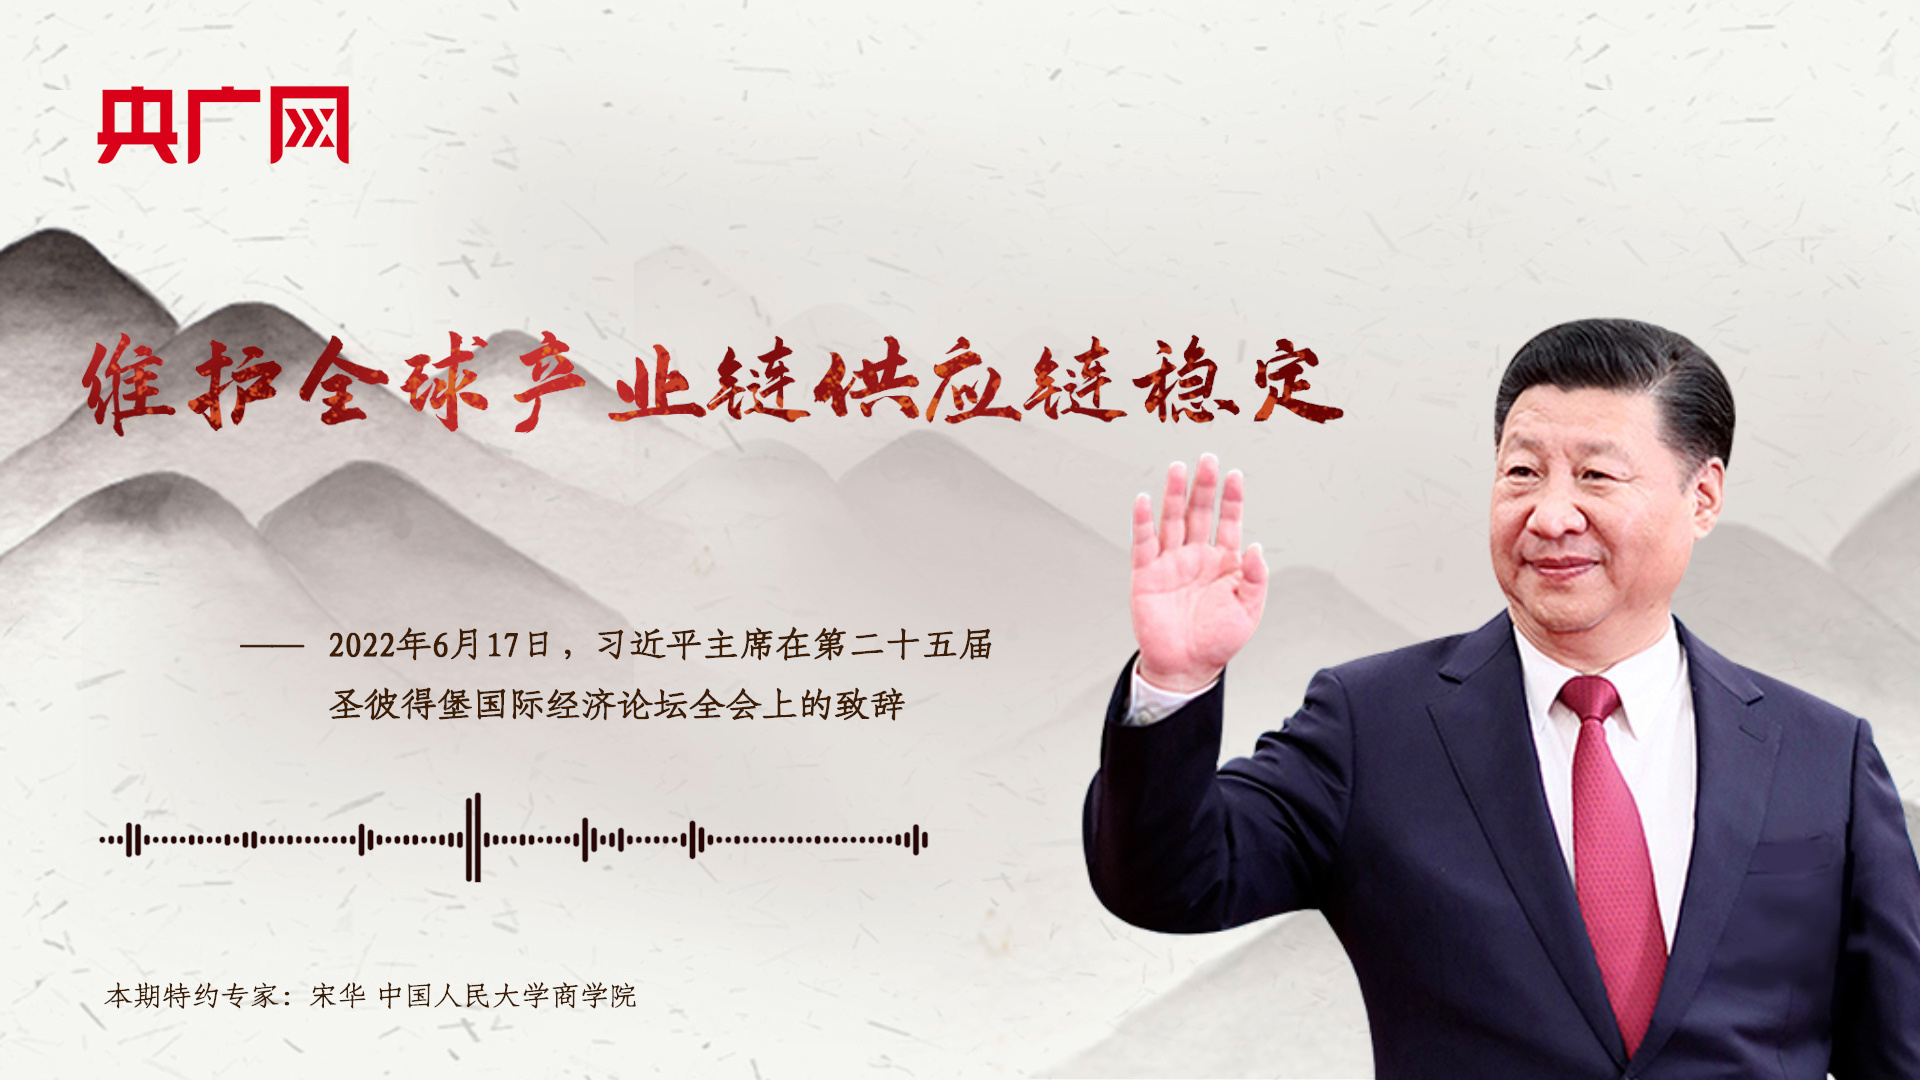 央广网
维护全球产业链供应链稳定
—— 2022年6月17日，习近平主席在第二十五届
圣彼得堡国际经济论坛全会上的致辞
本期特约专家：宋华 中国人民大学商学院